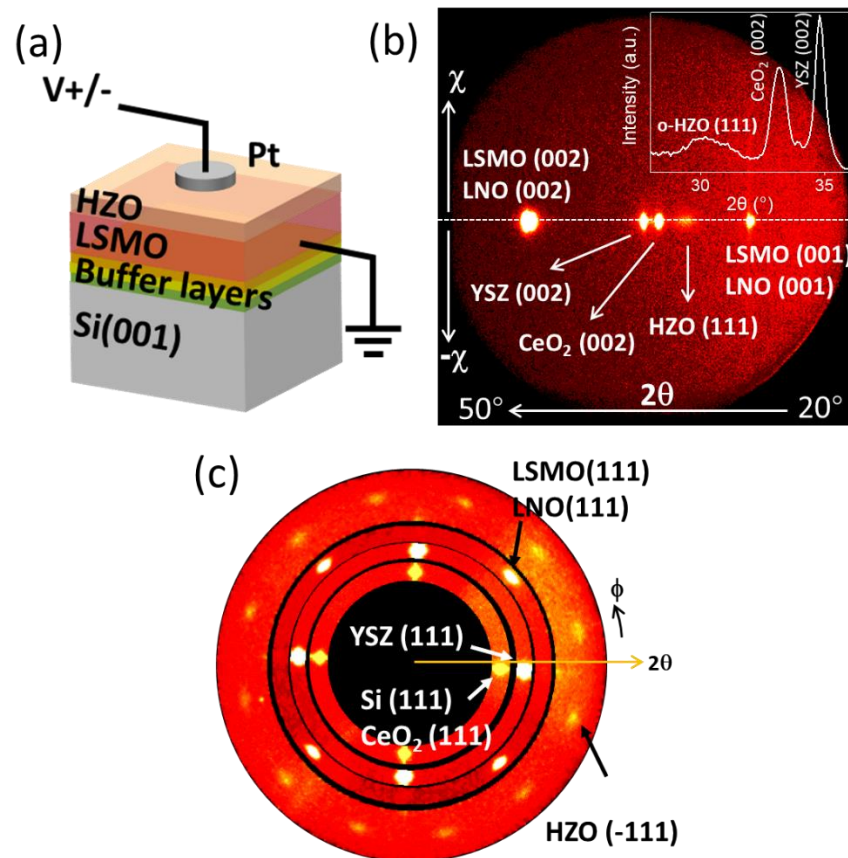 (a)
V+/-
Pt
HZO
LSMO
Buffer layers
Si(001)
(b)
χ
-χ
LSMO (002)
LNO (002)
YSZ (002)
CeO₂ (002)
HZO (111)
LSMO (001)
LNO (001)
50°
2θ
20°
Intensity (a.u.)
o-HZO (111)
CeO₂ (002)
YSZ (002)
30
35
2θ (°)
(c)
LSMO(111)
LNO(111)
ϕ
2θ
YSZ (111)
Si (111)
CeO₂ (111)
HZO (-111)